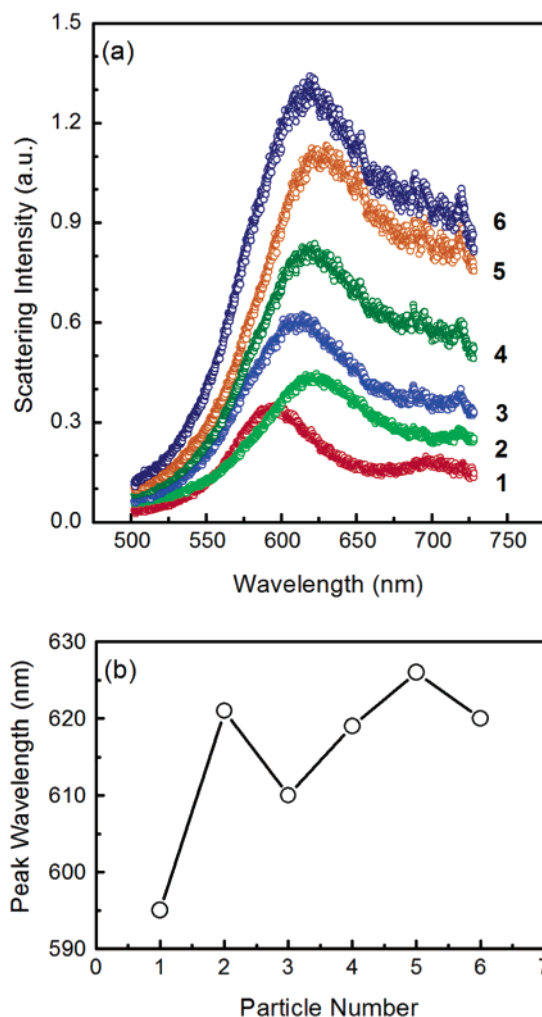 (a)
Scattering Intensity (a.u.)
1.5
1.2
0.9
0.6
0.3
0.0
6
5
4
3
2
1
500 550 600 650 700 750
Wavelength (nm)
(b)
Peak Wavelength (nm)
630
620
610
600
590
0 1 2 3 4 5 6 7
Particle Number